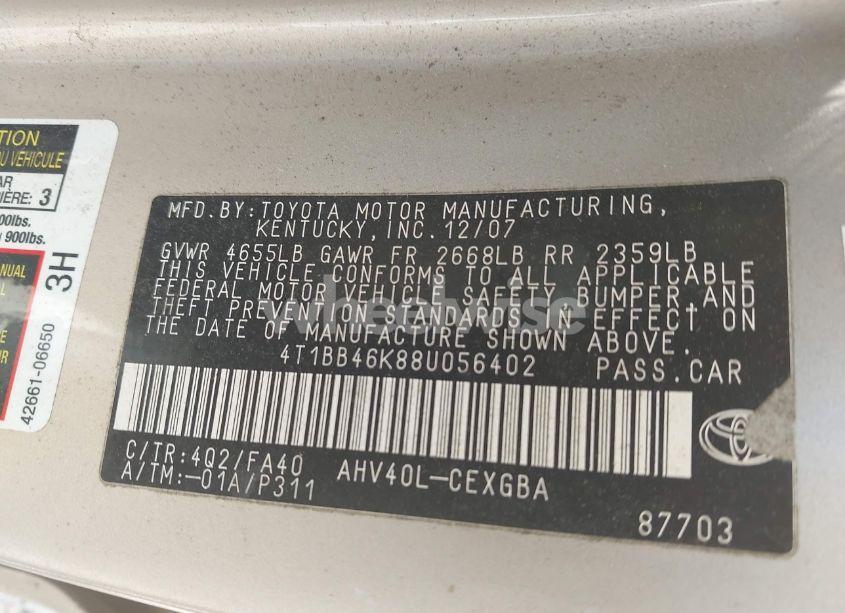 TION
U VEHICULE
AR
IÈRE: 3
00lbs.
900lbs.
ANUAL
3H
42661-06650
MFD.BY:TOYOTA MOTOR MANUFACTURING,
KENTUCKY,INC.12/07
GVWR 4655LB GAWR FR 2668LB RR 2359LB
THIS VEHICLE CONFORMS TO ALL APPLICABLE
FEDERAL MOTOR VEHICLE SAFETY,BUMPER,AND
THEFT PREVENTION STANDARDS IN EFFECT ON
THE DATE OF MANUFACTURE SHOWN ABOVE.
4T1BB46K88U056402 PASS.CAR
C/TR:4Q2/FA40
A/TM:-01A/P311
AHV40L-CEXGBA
87703
wheelwise